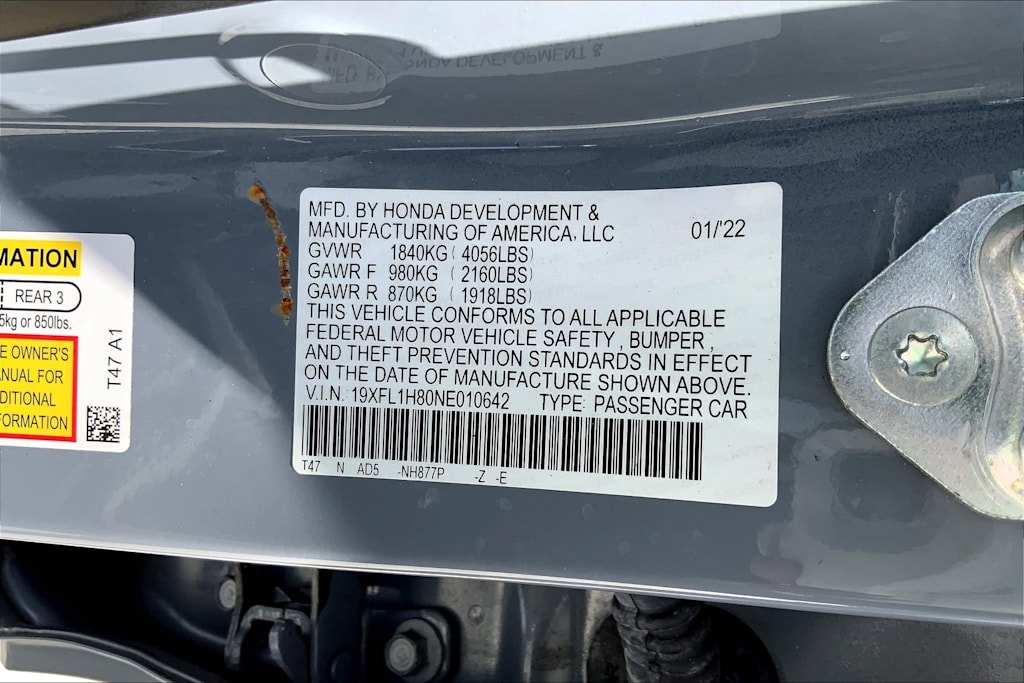 MATION
REAR 3
5kg or 850lbs.
E OWNER'S
ANUAL FOR
DITIONAL
FORMATION
T47 A1
MFD. BY HONDA DEVELOPMENT &
MANUFACTURING OF AMERICA, LLC 01/'22
GVWR 1840KG ( 4056LBS)
GAWR F 980KG ( 2160LBS)
GAWR R 870KG ( 1918LBS)
THIS VEHICLE CONFORMS TO ALL APPLICABLE
FEDERAL MOTOR VEHICLE SAFETY , BUMPER ,
AND THEFT PREVENTION STANDARDS IN EFFECT
ON THE DATE OF MANUFACTURE SHOWN ABOVE.
V.I.N. 19XFL1H80NE010642 TYPE: PASSENGER CAR
T47 N AD5 -NH877P -Z -E